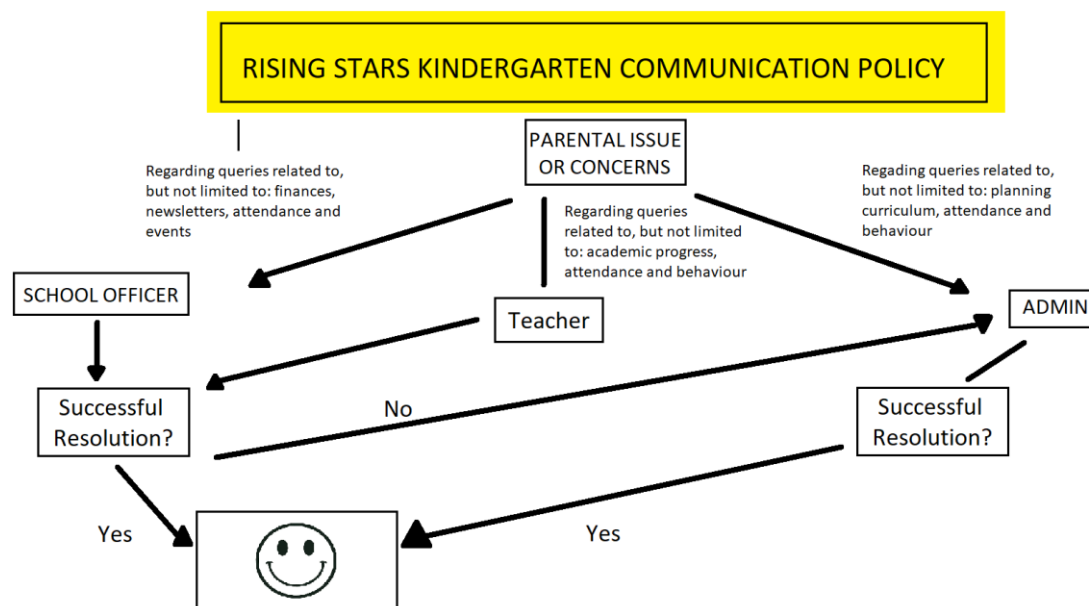 RISING STARS KINDERGARTEN COMMUNICATION POLICY
PARENTAL ISSUE
OR CONCERNS
Regarding queries related to,
but not limited to: finances,
newsletters, attendance and
events
Regarding queries
related to, but not limited
to: academic progress,
attendance and behaviour
Regading queries related to,
but not limited to: planning
curriculum, attendance and
behaviour
SCHOOL OFFICER
Teacher
ADMIN
Successful
Resolution?
No
Successful
Resolution?
Yes
Yes